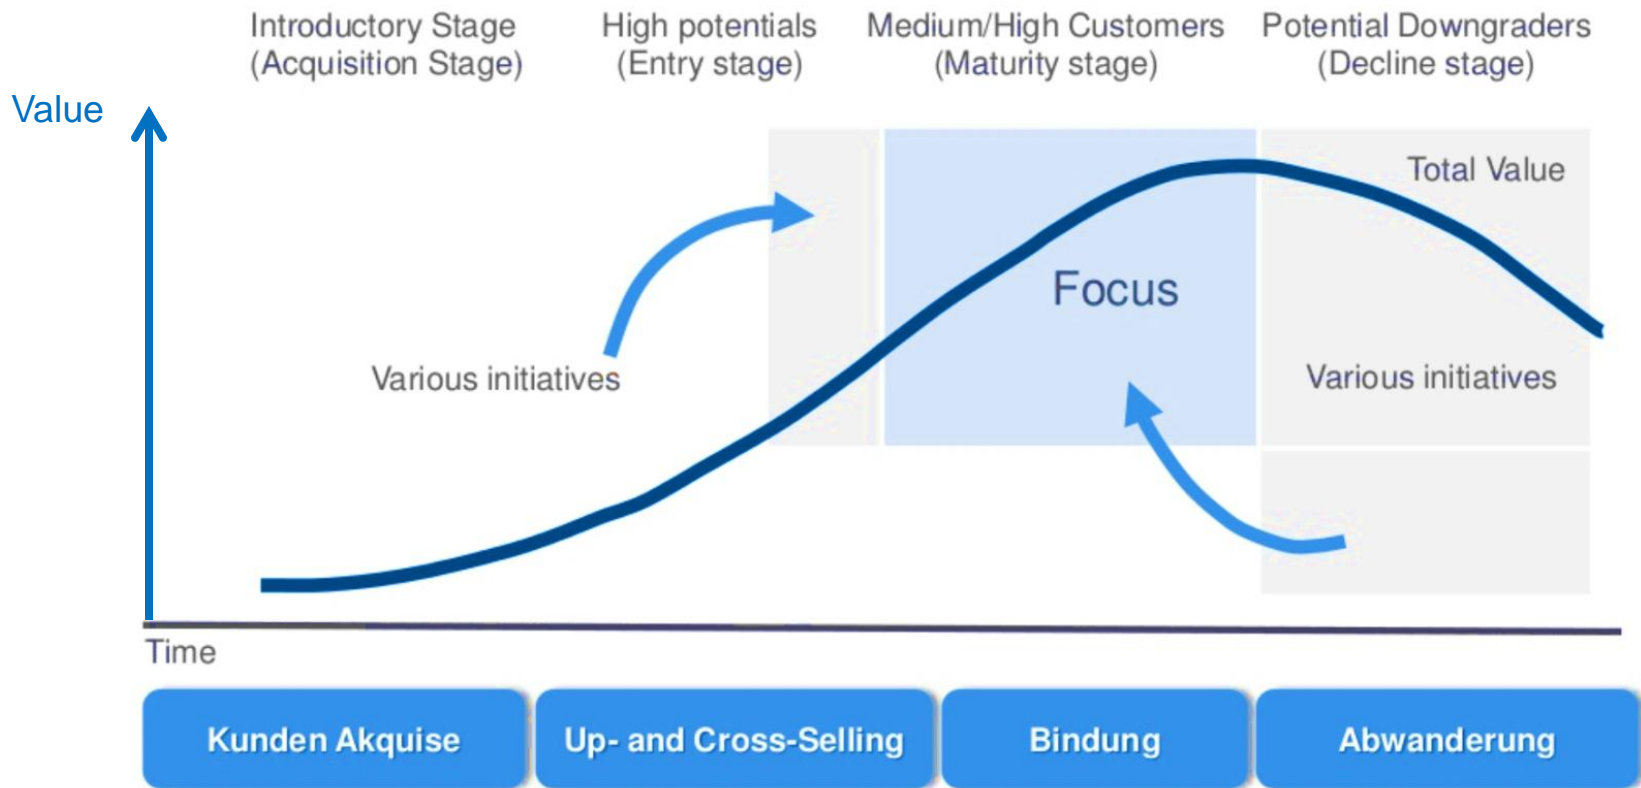 Introductory Stage
(Acquisition Stage)
High potentials
(Entry stage)
Medium/High Customers
(Maturity stage)
Potential Downgraders
(Decline stage)
Value
Total Value
Focus
Various initiatives
Various initiatives
Time
Kunden Akquise
Up- and Cross-Selling
Bindung
Abwanderung